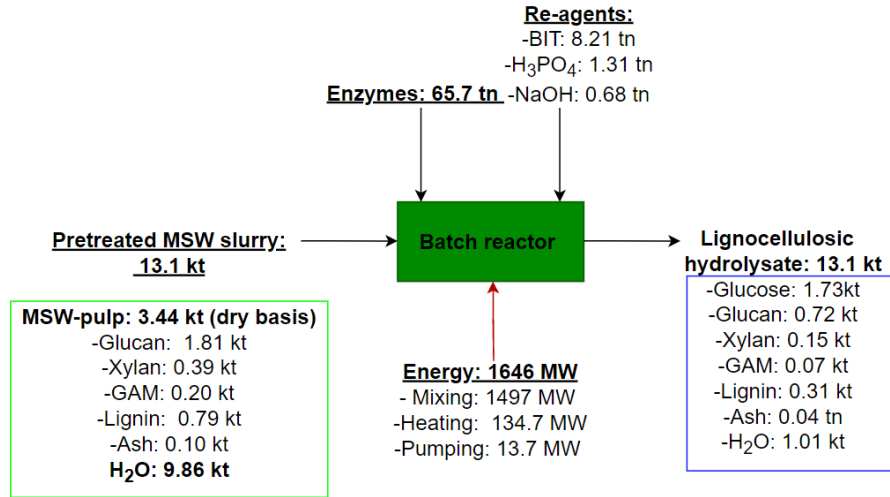 Re-agents:
-BIT: 8.21 tn
-H₃PO₄: 1.31 tn
-NaOH: 0.68 tn
Enzymes: 65.7 tn
Pretreated MSW slurry:
13.1 kt
Batch reactor
Lignocellulosic
hydrolysate: 13.1 kt
MSW-pulp: 3.44 kt (dry basis)
-Glucan: 1.81 kt
-Xylan: 0.39 kt
-GAM: 0.20 kt
-Lignin: 0.79 kt
-Ash: 0.10 kt
H₂O: 9.86 kt
Energy: 1646 MW
- Mixing: 1497 MW
-Heating: 134.7 MW
-Pumping: 13.7 MW
-Glucose: 1.73kt
-Glucan: 0.72 kt
-Xylan: 0.15 kt
-GAM: 0.07 kt
-Lignin: 0.31 kt
-Ash: 0.04 tn
-H₂O: 1.01 kt